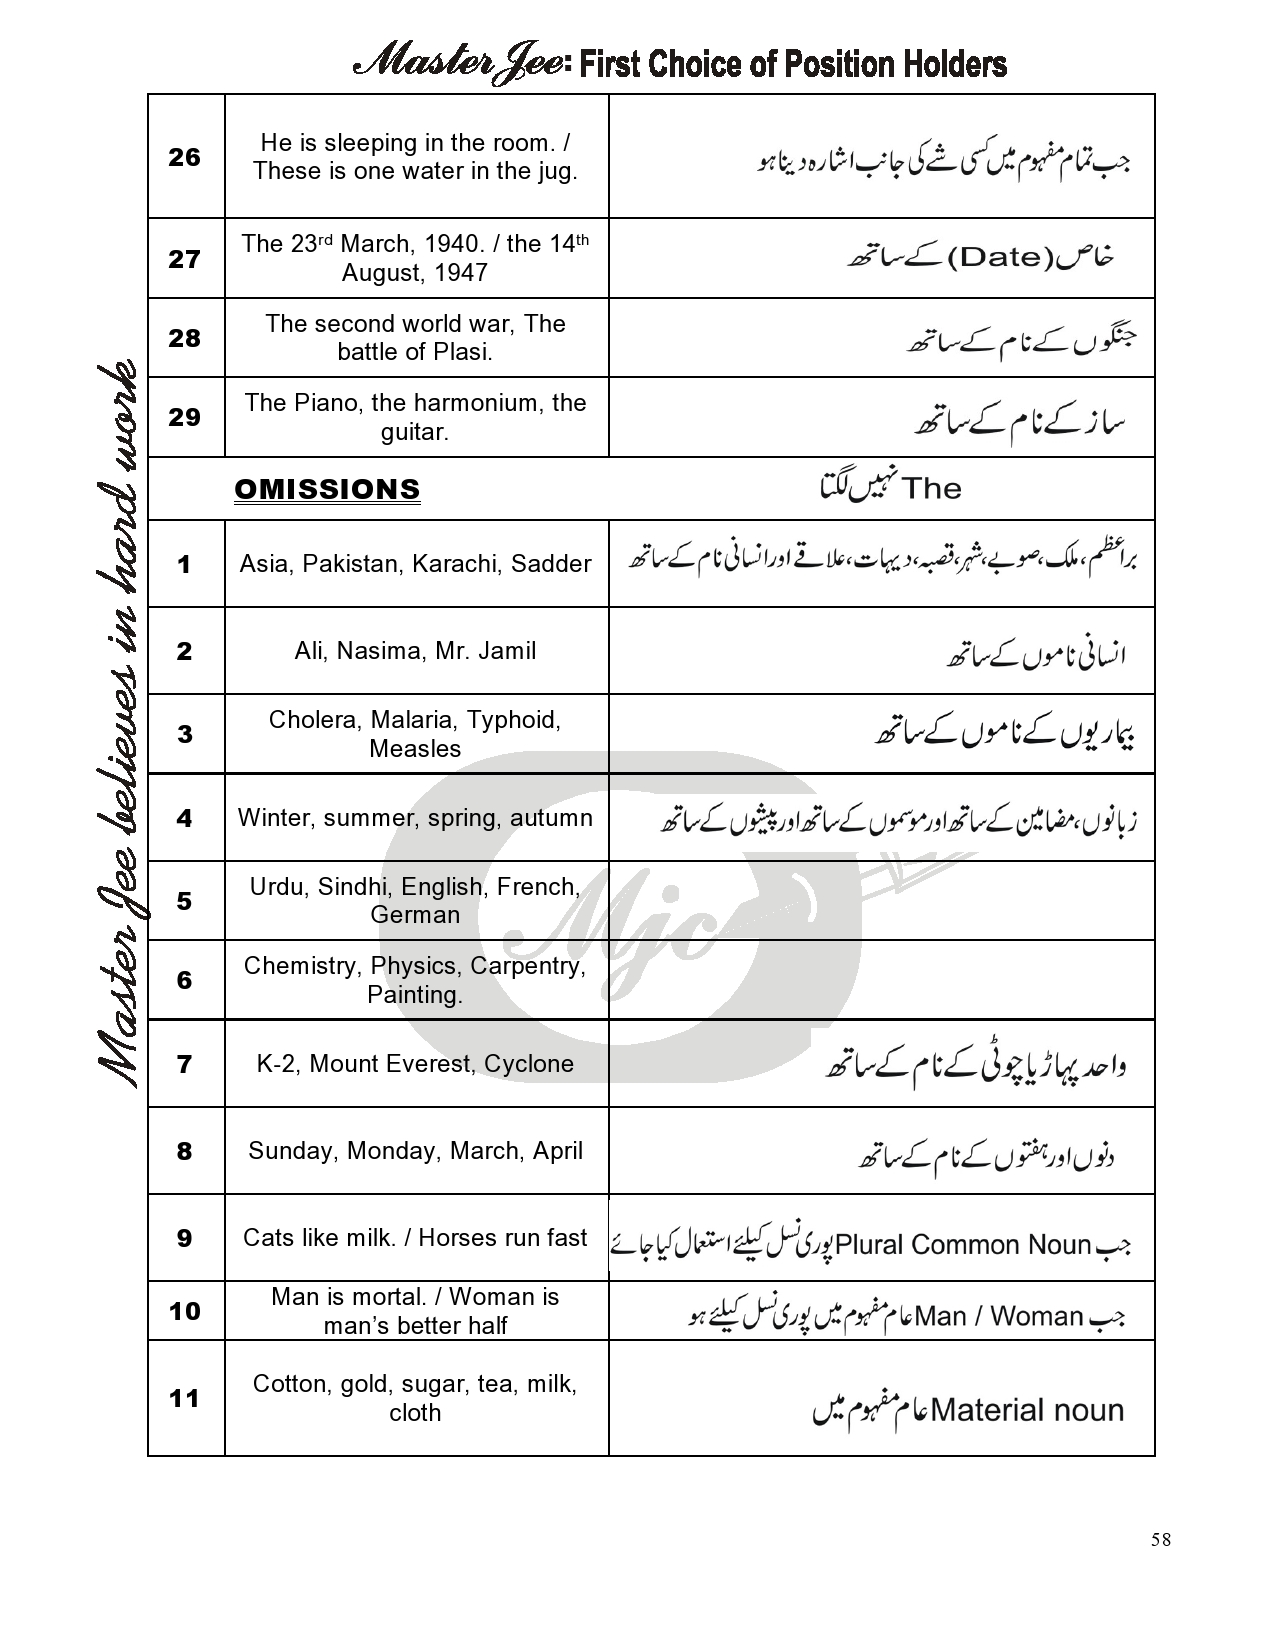 Master Jee: First Choice of Position Holders
Master Jee believes in hard work
26
He is sleeping in the room. /
These is one water in the jug.
جب تمام مفہوم میں کسی شے کی جانب اشارہ دینا ہو
27
The 23rd March, 1940. / the 14th
August, 1947
خاص (Date) کے ساتھ
28
The second world war, The
battle of Plasi.
جنگوں کے نام کے ساتھ
29
The Piano, the harmonium, the
guitar.
ساز کے نام کے ساتھ
OMISSIONS
The نہیں لگتا
1
Asia, Pakistan, Karachi, Sadder
براعظم، ملک، صوبے، شہر، قصبہ، دیہات، علاقے اور انسانی نام کے ساتھ
2
Ali, Nasima, Mr. Jamil
انسانی ناموں کے ساتھ
3
Cholera, Malaria, Typhoid,
Measles
بیماریوں کے ناموں کے ساتھ
4
Winter, summer, spring, autumn
زبانوں، مضامین کے ساتھ اور موسموں کے ساتھ اور پیشوں کے ساتھ
5
Urdu, Sindhi, English, French,
German
6
Chemistry, Physics, Carpentry,
Painting.
Mjc
7
K-2, Mount Everest, Cyclone
واحد پہاڑ یا چوٹی کے نام کے ساتھ
8
Sunday, Monday, March, April
دنوں اور ہفتوں کے نام کے ساتھ
9
Cats like milk. / Horses run fast
جب Plural Common Noun پوری نسل کیلئے استعمال کیا جائے
10
Man is mortal. / Woman is
man’s better half
جب Man / Woman عام مفہوم میں پوری نسل کیلئے ہو
11
Cotton, gold, sugar, tea, milk,
cloth
Material noun عام مفہوم میں
58